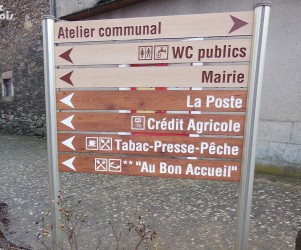 Atelier communal
WC publics
Mairie
La Poste
Crédit Agricole
Tabac-Presse-Pêche
** "Au Bon Accueil"